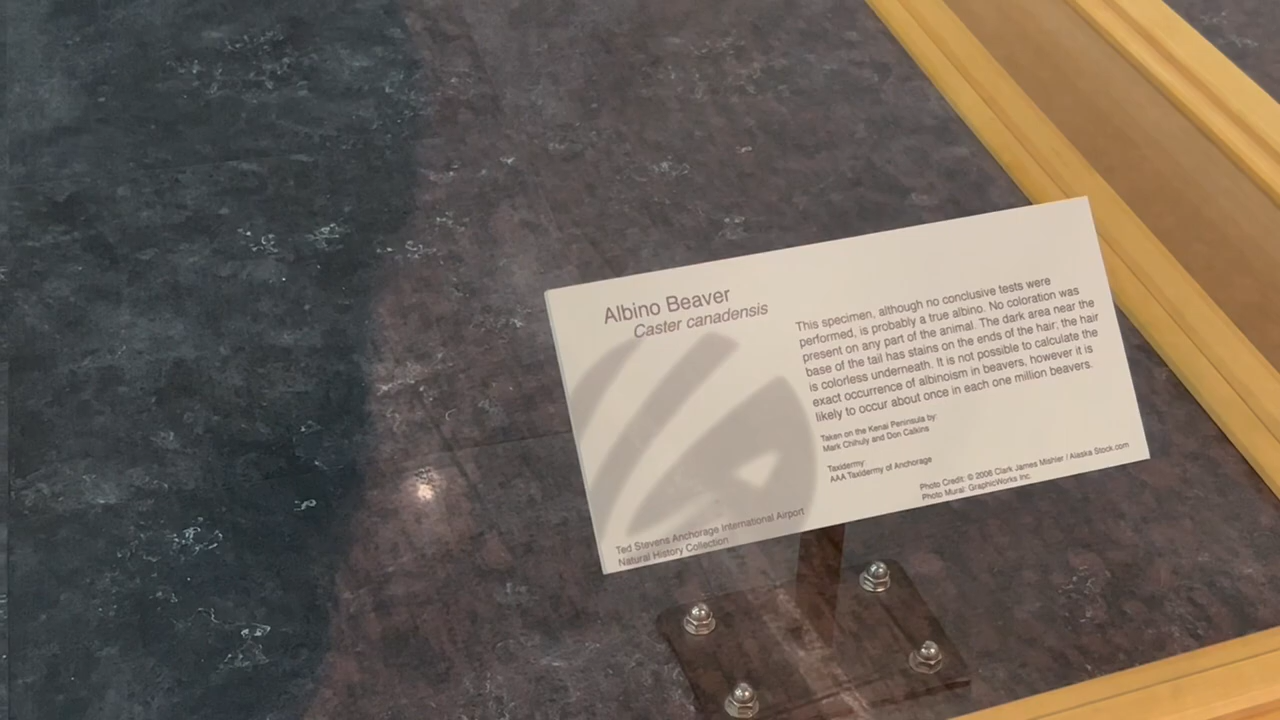 Albino Beaver
Caster canadensis
This specimen, although no conclusive tests were
performed, is probably a true albino. No coloration was
present on any part of the animal. The dark area near the
base of the tail has stains on the ends of the hair; the hair
is colorless underneath. It is not possible to calculate the
exact occurrence of albinoism in beavers, however it is
likely to occur about once in each one million beavers.
Taken on the Kenai Peninsula by:
Mark Chihuly and Don Calkins
Taxidermy:
AAA Taxidermy of Anchorage
Photo Credit: © 2006 Clark James Mishler / Alaska Stock.com
Photo Mural: GraphicWorks Inc.
Ted Stevens Anchorage International Airport
Natural History Collection